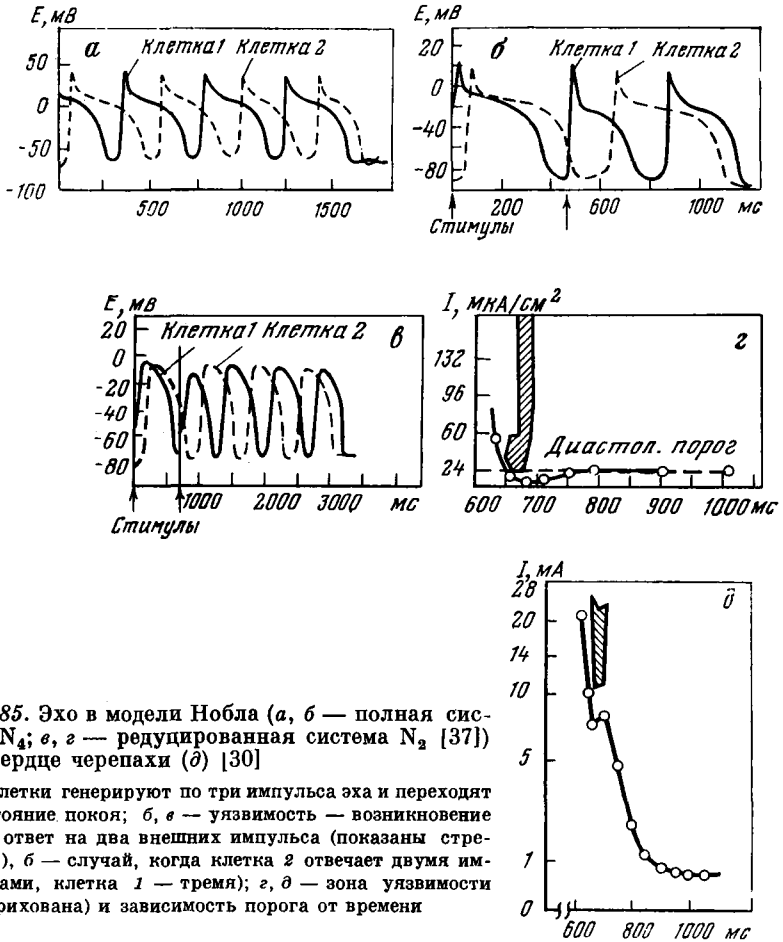 E, мВ
а
Клетка 1 Клетка 2
50
0
-50
-100
500 1000 1500
E, мВ
б
Клетка 1 Клетка 2
20
0
-40
-80
200 600 1000 мс
Стимулы
E, мВ
в
Клетка 1 Клетка 2
20
0
-20
-40
-60
-80
1000 2000 3000 мс
Стимулы
I, мкА/см²
г
132
96
60
24
Диастол. порог
600 700 800 900 1000 мс
I, мА
д
28
20
14
10
5
1
0
600 800 1000 мс
85. Эхо в модели Нобла (а, б — полная сис-
N₄; в, г — редуцированная система N₂ [37])
ердце черепахи (д) [30]
летки генерируют по три импульса эха и переходят
тояние покоя; б, в — уязвимость — возникновение
ответ на два внешних импульса (показаны стре-
), б — случай, когда клетка 2 отвечает двумя им-
ами, клетка 1 — тремя); г, д — зона уязвимости
рихована) и зависимость порога от времени